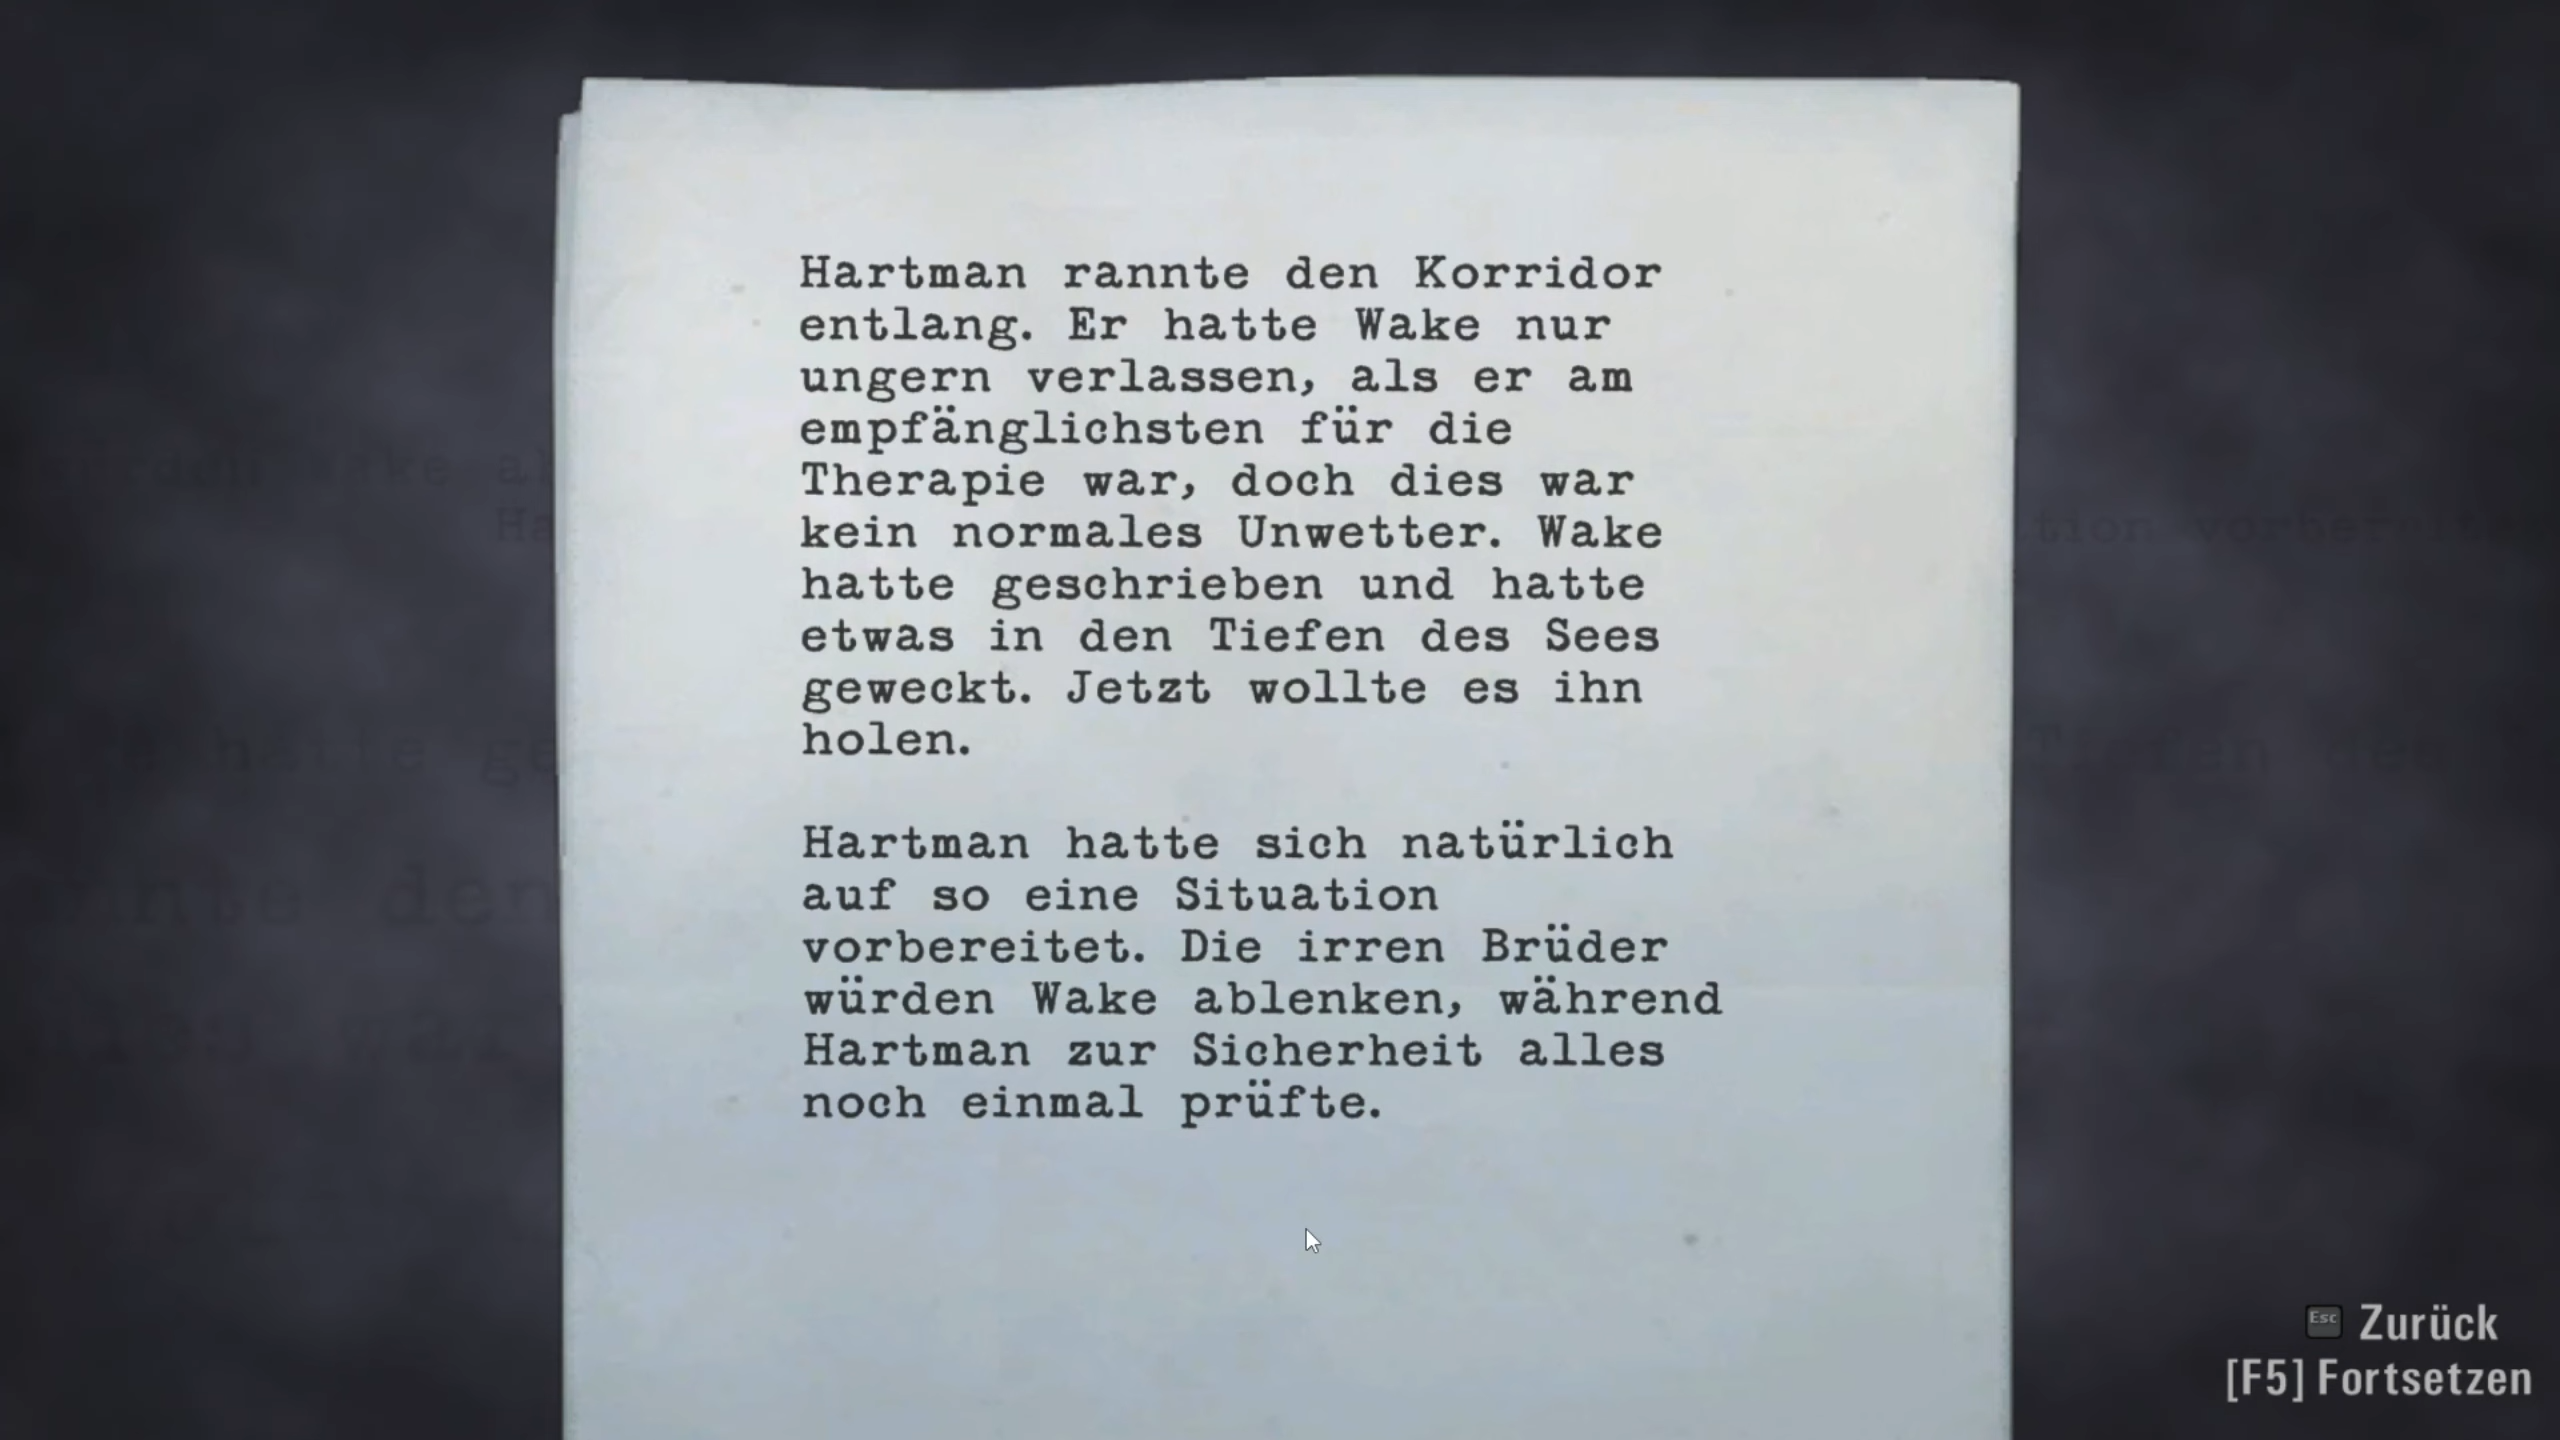 Hartman rannte den Korridor
entlang. Er hatte Wake nur
ungern verlassen, als er am
empfänglichsten für die
Therapie war, doch dies war
kein normales Unwetter. Wake
hatte geschrieben und hatte
etwas in den Tiefen des Sees
geweckt. Jetzt wollte es ihn
holen.
Hartman hatte sich natürlich
auf so eine Situation
vorbereitet. Die irren Brüder
würden Wake ablenken, während
Hartman zur Sicherheit alles
noch einmal prüfte.
Esc Zurück
[F5] Fortsetzen